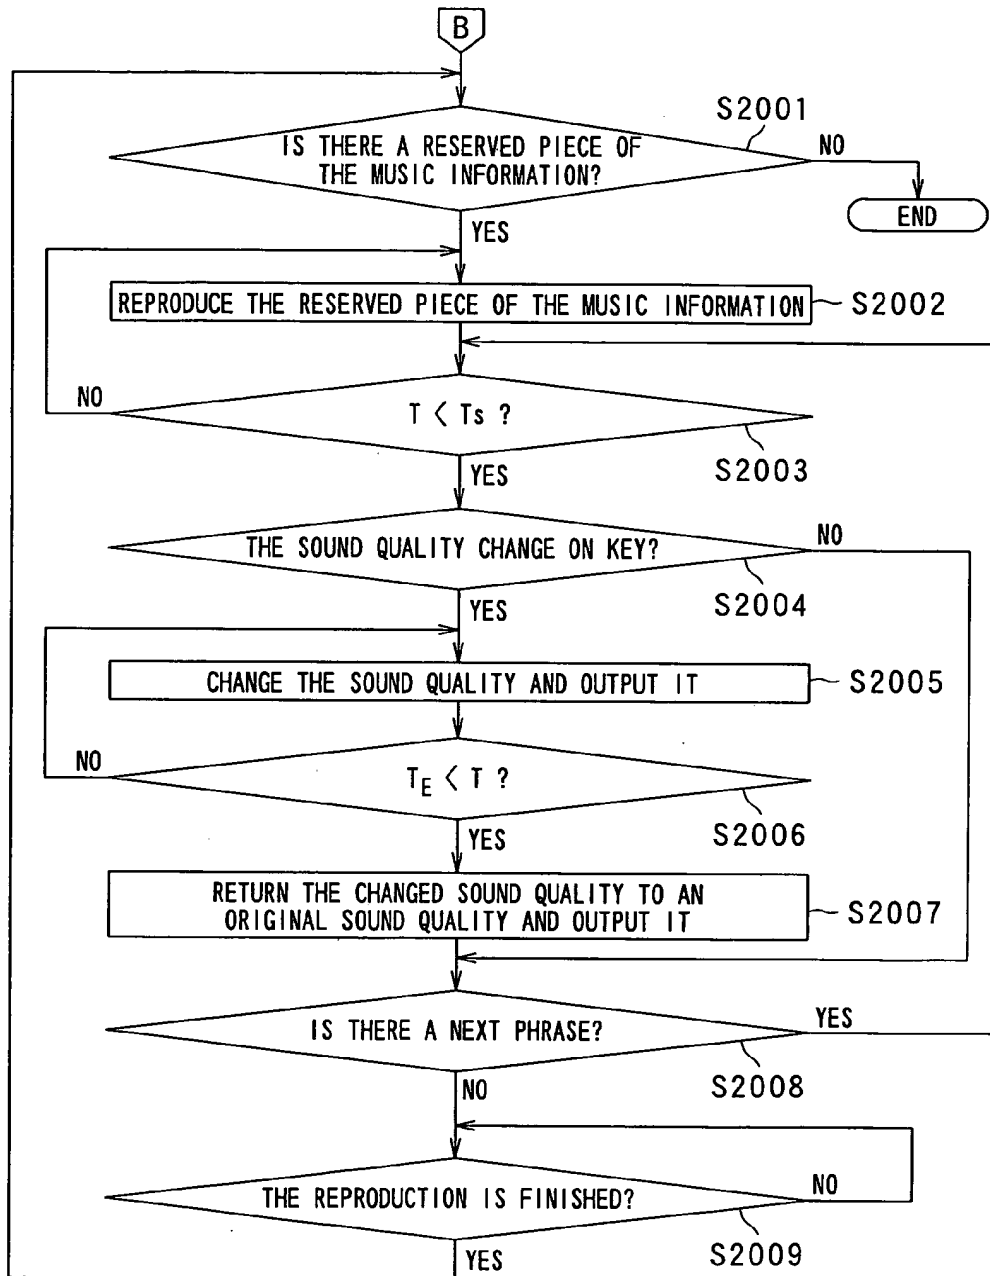 B
S2001
IS THERE A RESERVED PIECE OF
THE MUSIC INFORMATION?
NO
END
YES
REPRODUCE THE RESERVED PIECE OF THE MUSIC INFORMATION
S2002
NO
T < Ts ?
S2003
YES
THE SOUND QUALITY CHANGE ON KEY?
NO
S2004
YES
CHANGE THE SOUND QUALITY AND OUTPUT IT
S2005
NO
TE < T ?
S2006
YES
RETURN THE CHANGED SOUND QUALITY TO AN
ORIGINAL SOUND QUALITY AND OUTPUT IT
S2007
IS THERE A NEXT PHRASE?
YES
S2008
NO
THE REPRODUCTION IS FINISHED?
NO
S2009
YES